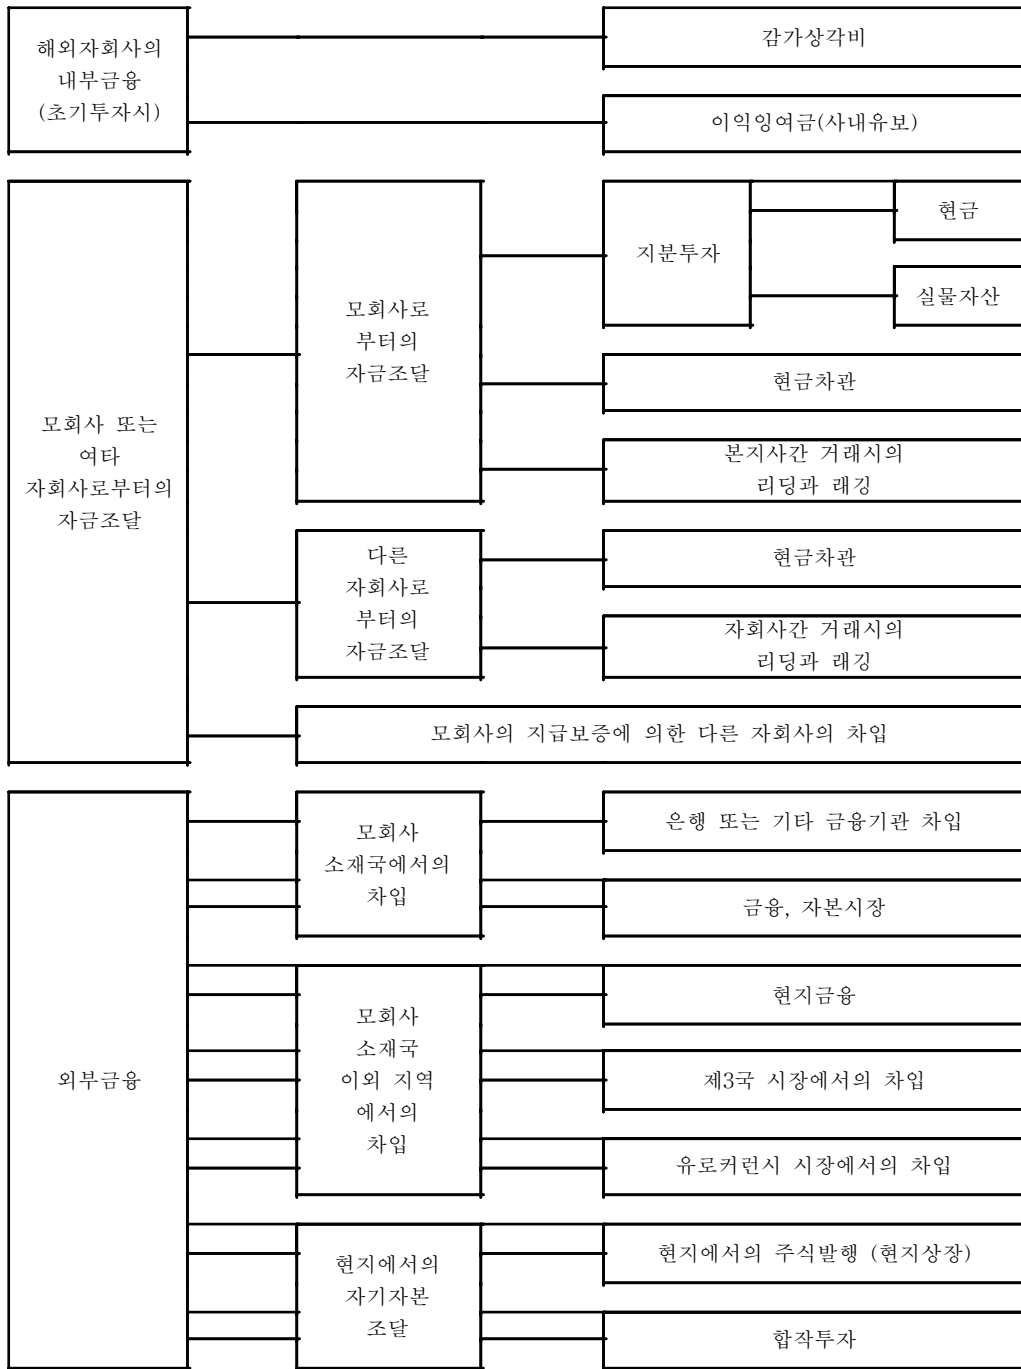 해외자회사의
내부금융
(초기투자시)
감가상각비
이익잉여금(사내유보)
모회사 또는
여타
자회사로부터의
자금조달
모회사로
부터의
자금조달
지분투자
현금
실물자산
현금차관
본지사간 거래시의
리딩과 래깅
다른
자회사로
부터의
자금조달
현금차관
자회사간 거래시의
리딩과 래깅
모회사의 지급보증에 의한 다른 자회사의 차입
외부금융
모회사
소재국에서의
차입
은행 또는 기타 금융기관 차입
금융, 자본시장
모회사
소재국
이외 지역
에서의
차입
현지금융
제3국 시장에서의 차입
유로커런시 시장에서의 차입
현지에서의
자기자본
조달
현지에서의 주식발행 (현지상장)
합작투자